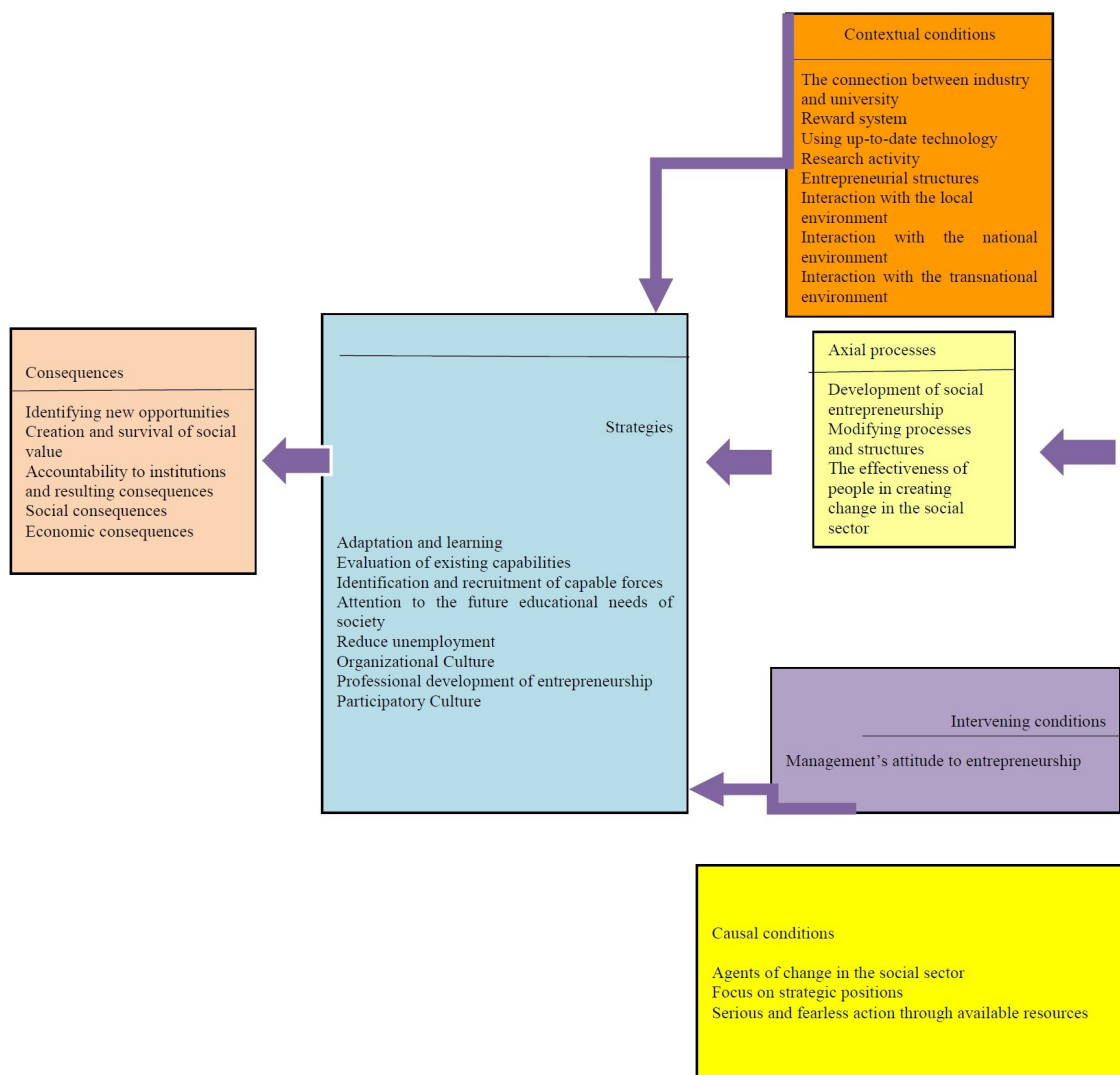 Contextual conditions
The connection between industry
and university
Reward system
Using up-to-date technology
Research activity
Entrepreneurial structures
Interaction with the local
environment
Interaction with the national
environment
Interaction with the transnational
environment
Consequences
Identifying new opportunities
Creation and survival of social
value
Accountability to institutions
and resulting consequences
Social consequences
Economic consequences
Strategies
Adaptation and learning
Evaluation of existing capabilities
Identification and recruitment of capable forces
Attention to the future educational needs of
society
Reduce unemployment
Organizational Culture
Professional development of entrepreneurship
Participatory Culture
Axial processes
Development of social
entrepreneurship
Modifying processes
and structures
The effectiveness of
people in creating
change in the social
sector
Intervening conditions
Management’s attitude to entrepreneurship
Causal conditions
Agents of change in the social sector
Focus on strategic positions
Serious and fearless action through available resources